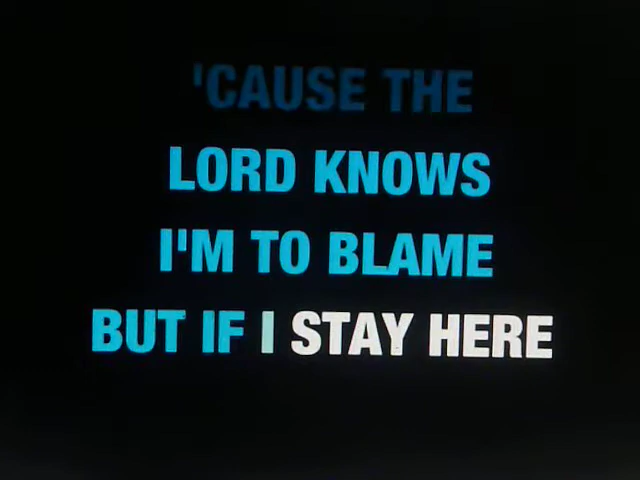 'CAUSE THE
LORD KNOWS
I'M TO BLAME
BUT IF I STAY HERE